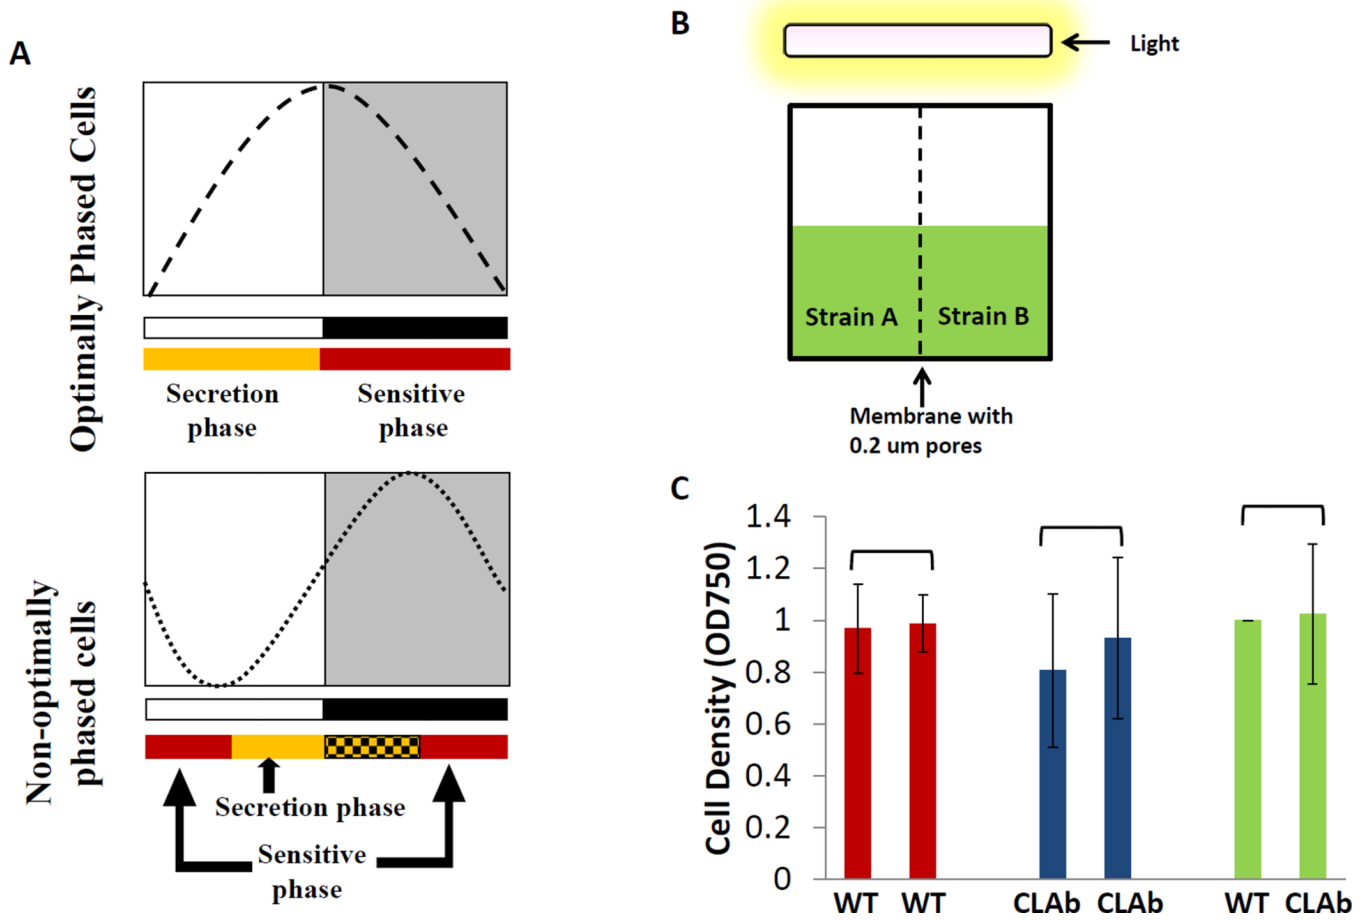 A
Optimally Phased Cells
Secretion
phase
Sensitive
phase
Non-optimally
phased cells
Secretion phase
Sensitive
phase
B
Light
Strain A
Strain B
Membrane with
0.2 um pores
C
Cell Density (OD750)
1.4
1.2
1
0.8
0.6
0.4
0.2
0
WT WT CLAb CLAb WT CLAb